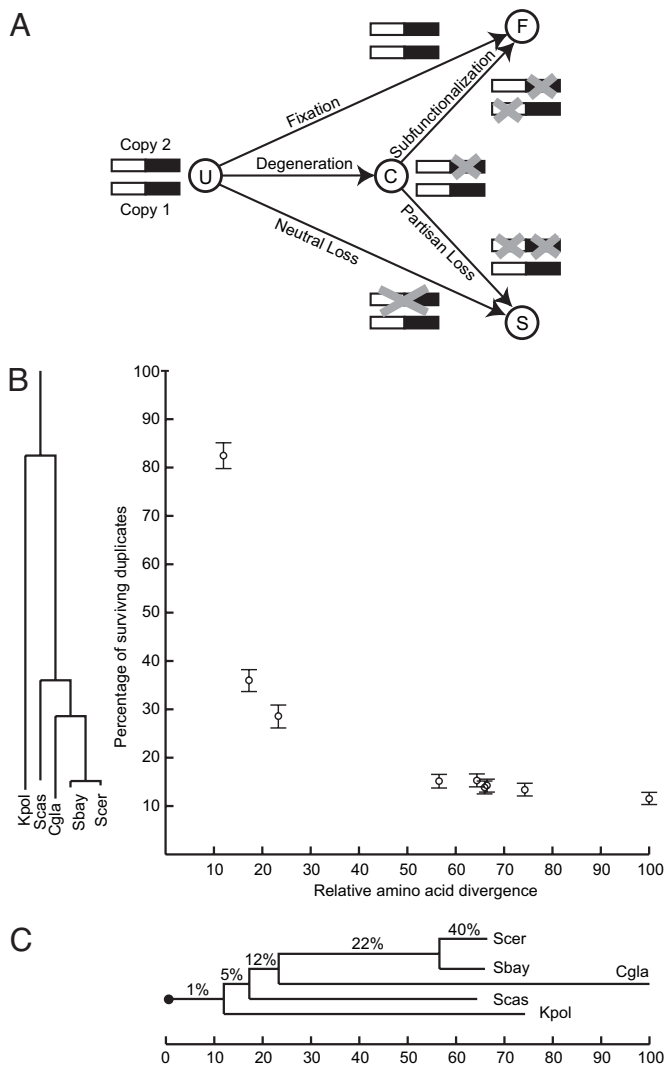 A
F
Fixation
Subfunctionalization
Copy 2
U
Degeneration
C
Copy 1
Neutral Loss
Partisan Loss
S
B
100
90
80
70
60
50
40
30
20
10
Percentage of survivng duplicates
Kpol
Scas
Cgla
Sbay
Scer
10 20 30 40 50 60 70 80 90 100
Relative amino acid divergence
C
40%
Scer
22%
12%
Sbay
Cgla
5%
1%
Scas
Kpol
0 10 20 30 40 50 60 70 80 90 100